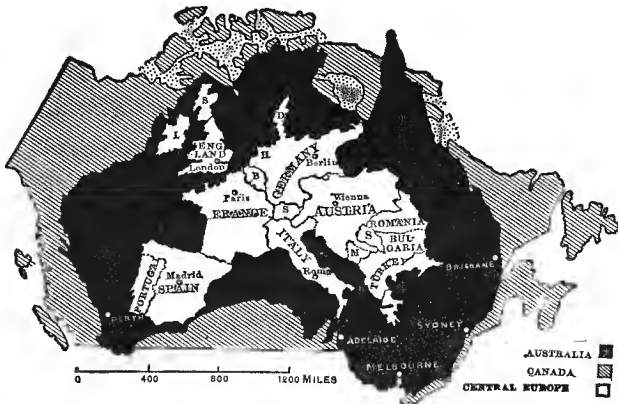 S
I
ENG
LAND
London
D
H
B
GERMANY
Berlin
Paris
FRANCE
S
Vienna
AUSTRIA
ROMANIA
S
BUL-
GARIA
M
TURKEY
ITALY
Rome
Madrid
SPAIN
PORTUGAL
BRISBANE
PERTH
ADELAIDE
SYDNEY
MELBOURNE
0 400 800 1200 MILES
AUSTRALIA
CANADA
CENTRAL EUROPE